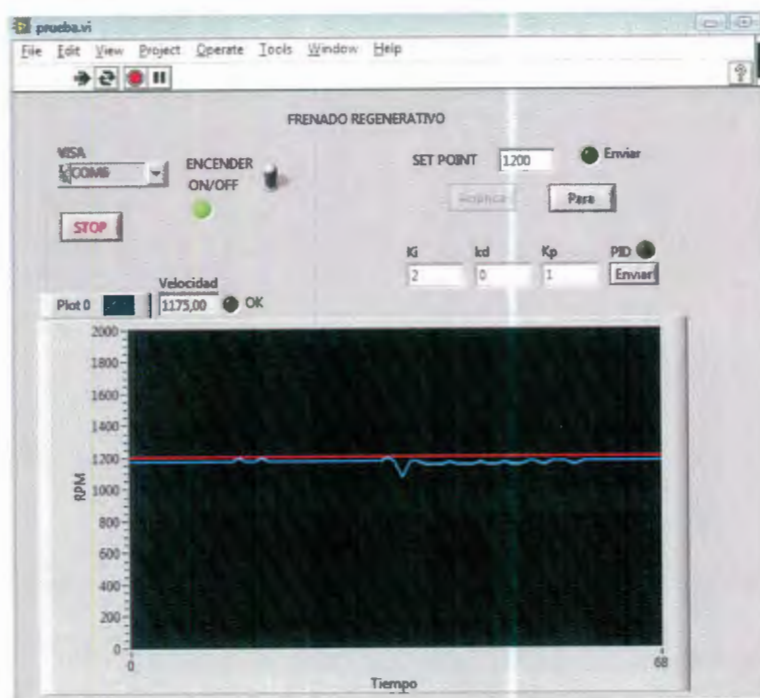 prueba.vi
File Edit View Project Operate Tools Window Help
FRENADO REGENERATIVO
VISA
COM6
ENCENDER
ON/OFF
STOP
SET POINT 1200 Enviar
Para
Ki kd Kp PID
2 0 1 Enviar
Velocidad
Plot 0 1175,00 OK
2000
1800
1600
1400
1200
1000
800
600
400
200
0
RPM
0 68
Tiempo